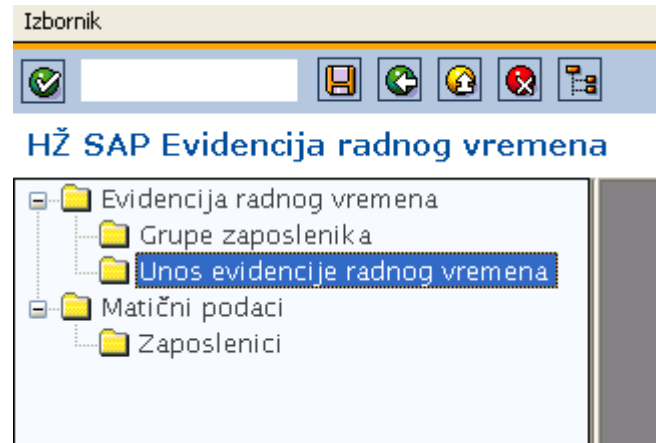 Izbornik
HŽ SAP Evidencija radnog vremena
Evidencija radnog vremena
Grupe zaposlenika
Unos evidencije radnog vremena
Matični podaci
Zaposlenici